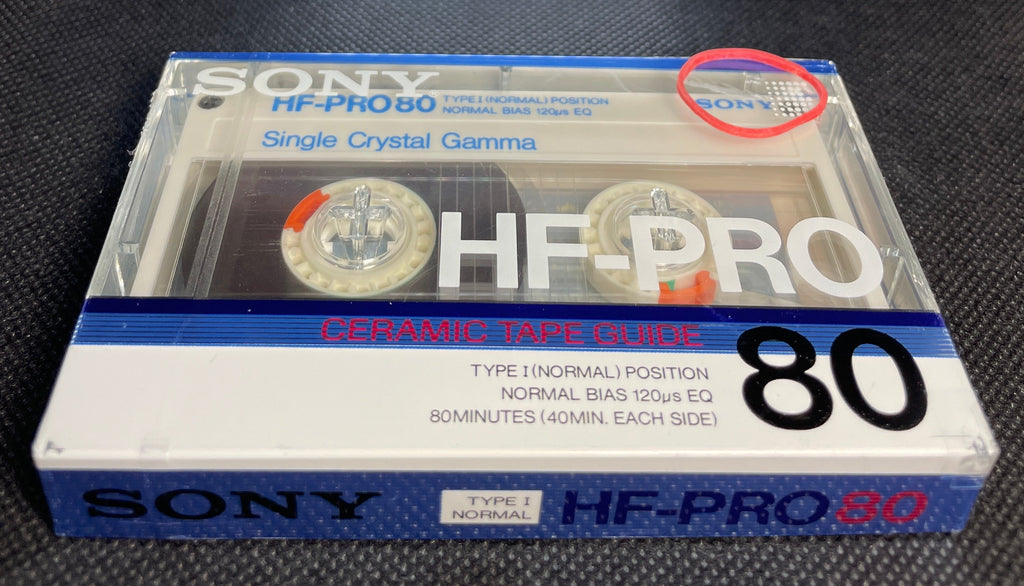 SONY
HF-PRO80 TYPE I (NORMAL) POSITION
NORMAL BIAS 120µs EQ
SONY
Single Crystal Gamma
HF-PRO
CERAMIC TAPE GUIDE
80
TYPE I (NORMAL) POSITION
NORMAL BIAS 120µs EQ
80MINUTES (40MIN. EACH SIDE)
SONY
TYPE I
NORMAL
HF-PRO80